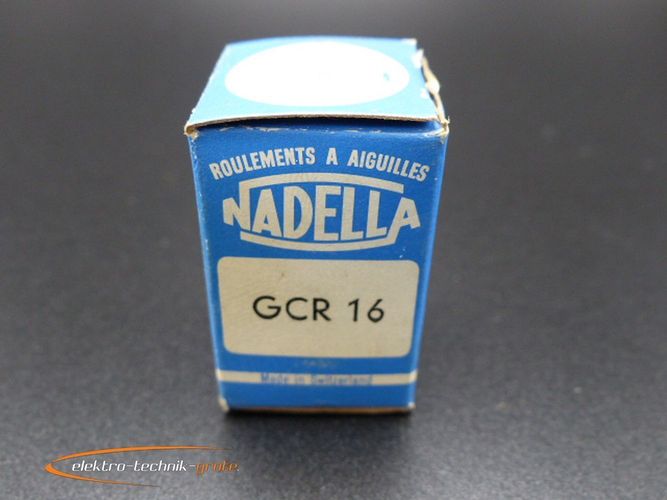 ROULEMENTS A AIGUILLES
NADELLA
GCR 16
Made in Switzerland
elektro-technik-grote.